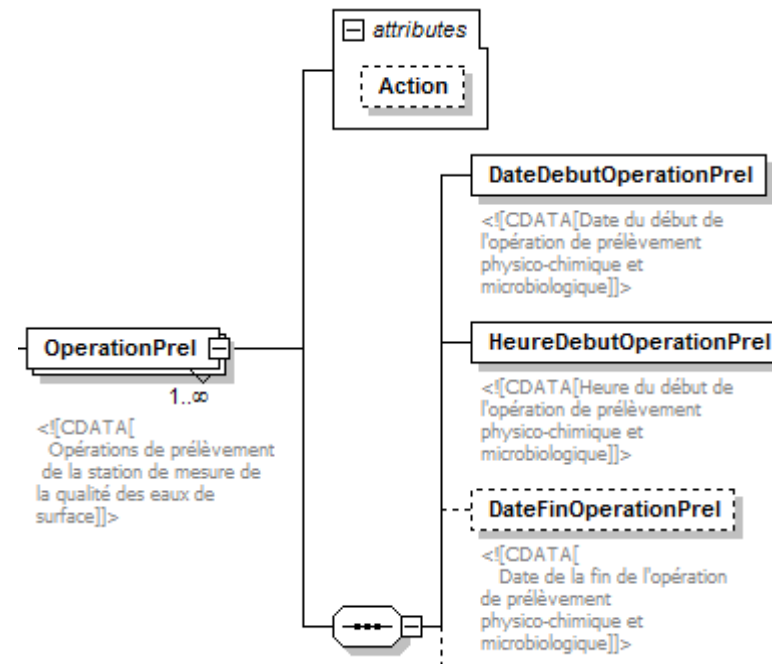 attributes
Action
DateDebutOperationPrel
<![CDATA[Date du début de
l'opération de prélèvement
physico-chimique et
microbiologique]]>
OperationPrel
1..∞
<![CDATA[
Opérations de prélèvement
de la station de mesure de
la qualité des eaux de
surface]]>
HeureDebutOperationPrel
<![CDATA[Heure du début de
l'opération de prélèvement
physico-chimique et
microbiologique]]>
DateFinOperationPrel
<![CDATA[
Date de la fin de l'opération
de prélèvement
physico-chimique et
microbiologique]]>